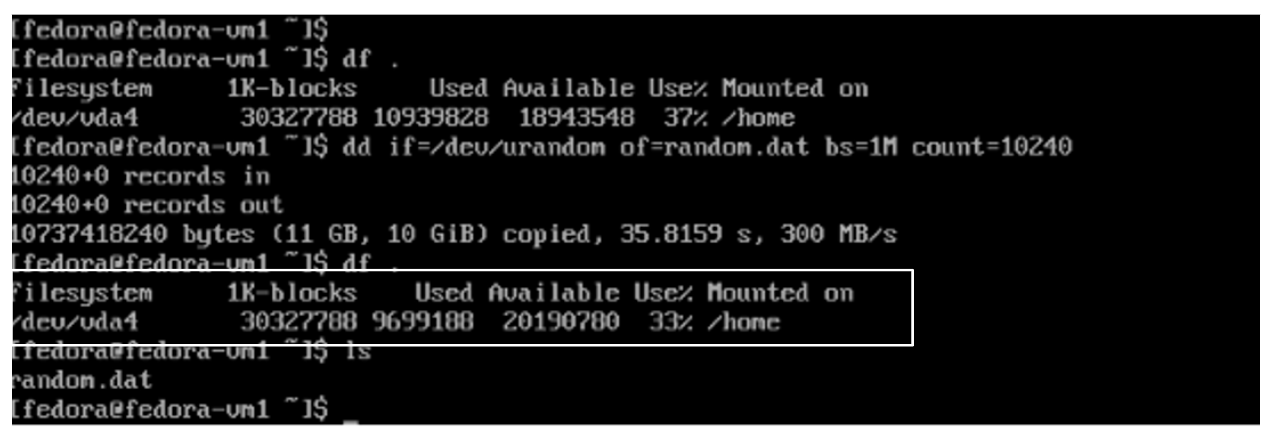 [fedora@fedora-vm1 ~]$
[fedora@fedora-vm1 ~]$ df .
Filesystem     1K-blocks     Used Available Use% Mounted on
/dev/vda4       30327788 10939828  18943548  37% /home
[fedora@fedora-vm1 ~]$ dd if=/dev/urandom of=random.dat bs=1M count=10240
10240+0 records in
10240+0 records out
10737418240 bytes (11 GB, 10 GiB) copied, 35.8159 s, 300 MB/s
[fedora@fedora-vm1 ~]$ df .
Filesystem     1K-blocks    Used Available Use% Mounted on
/dev/vda4       30327788 9699188  20190780  33% /home
[fedora@fedora-vm1 ~]$ ls
random.dat
[fedora@fedora-vm1 ~]$ _